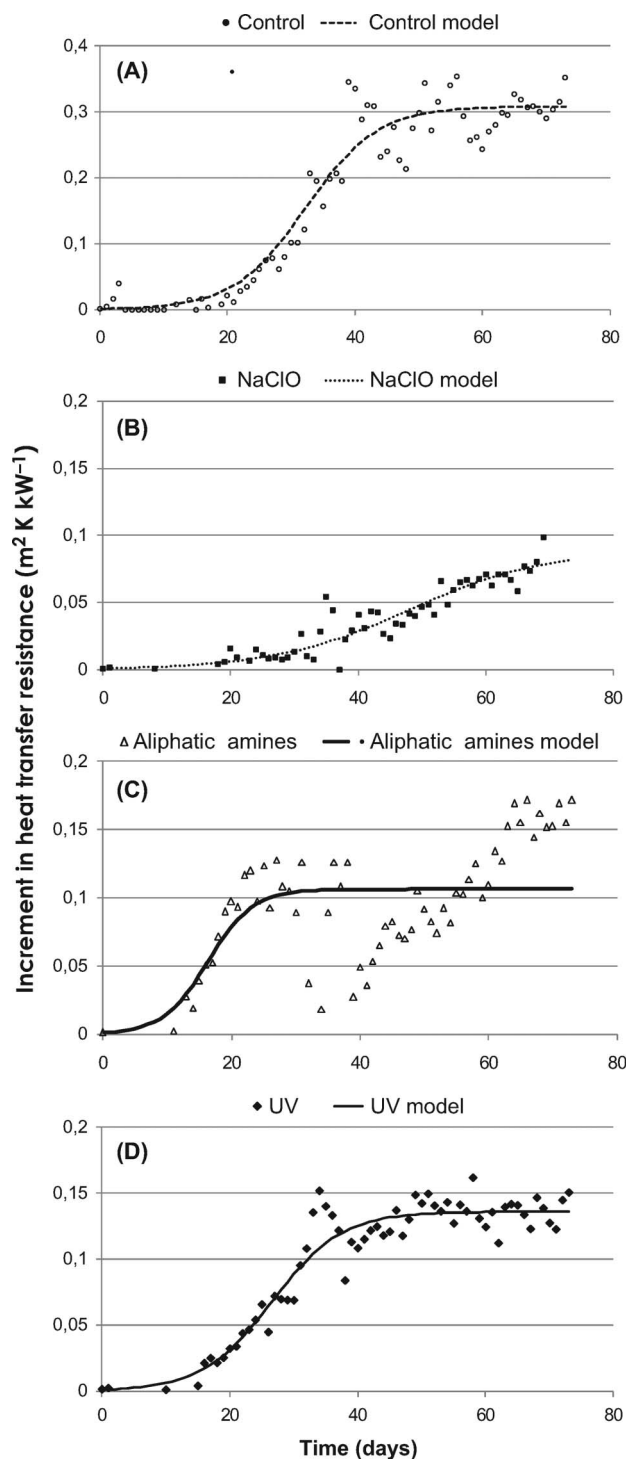 Control Control model
(A)
0,4
0,3
0,2
0,1
0
0 20 40 60 80
NaClO NaClO model
(B)
0,2
0,15
0,1
0,05
0
0 20 40 60 80
Aliphatic amines Aliphatic amines model
(C)
0,2
0,15
0,1
0,05
0
0 20 40 60 80
UV UV model
(D)
0,2
0,15
0,1
0,05
0
0 20 40 60 80
Increment in heat transfer resistance (m² K kW⁻¹)
Time (days)